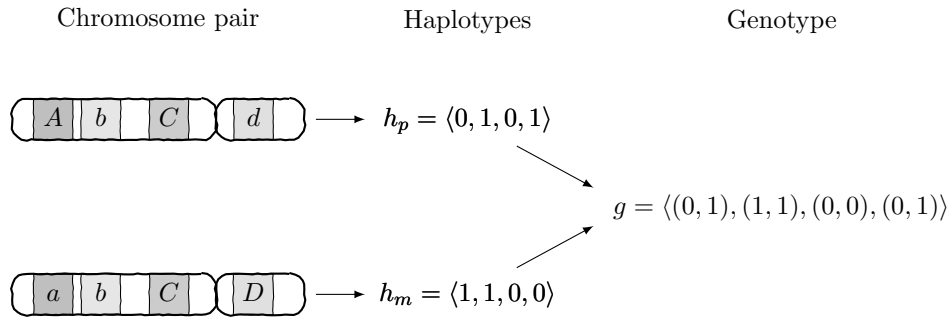 Chromosome pair Haplotypes Genotype
A b C d h_p = ⟨0, 1, 0, 1⟩
g = ⟨(0, 1), (1, 1), (0, 0), (0, 1)⟩
a b C D h_m = ⟨1, 1, 0, 0⟩